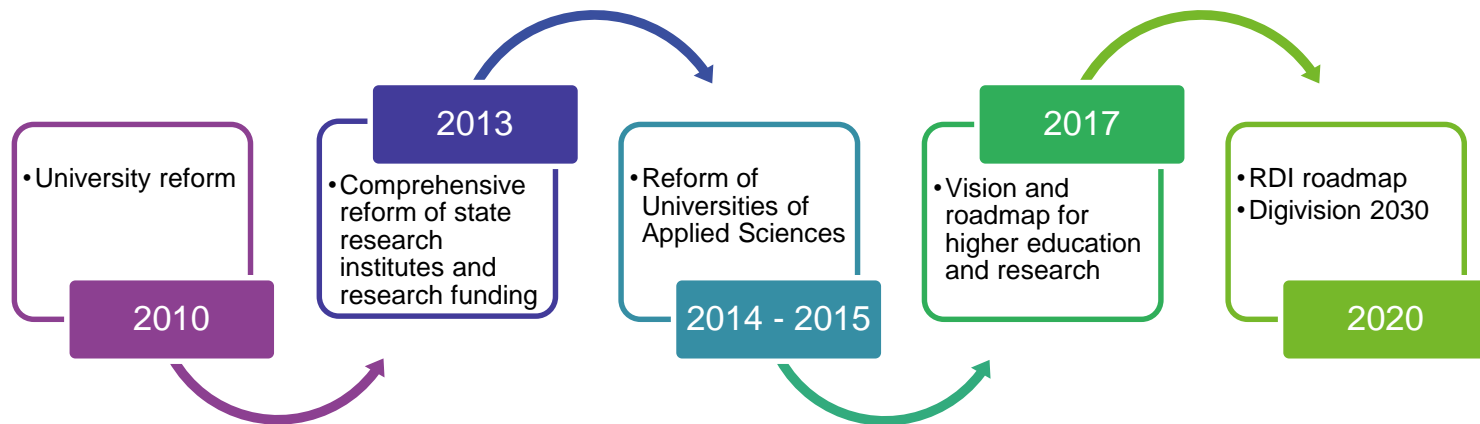 •University reform
2010
2013
•Comprehensive
reform of state
research
institutes and
research funding
•Reform of
Universities of
Applied Sciences
2014 - 2015
2017
•Vision and
roadmap for
higher education
and research
•RDI roadmap
•Digivision 2030
2020